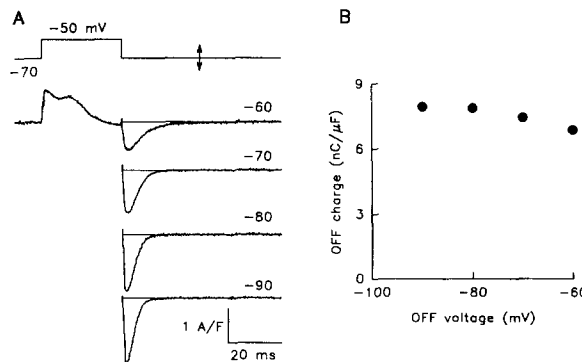 A
-50 mV
-70
-60
-70
-80
-90
1 A/F
20 ms
B
OFF charge (nC/μF)
9
6
3
0
-100
-80
-60
OFF voltage (mV)